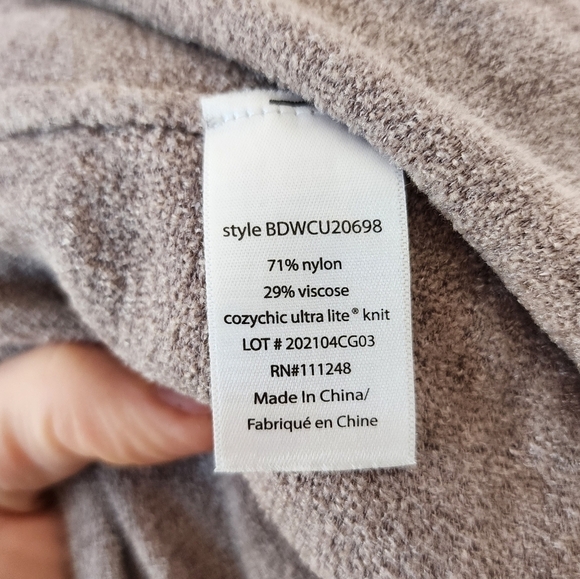 style BDWCU20698
71% nylon
29% viscose
cozychic ultra lite® knit
LOT # 202104CG03
RN#111248
Made In China/
Fabriqué en Chine